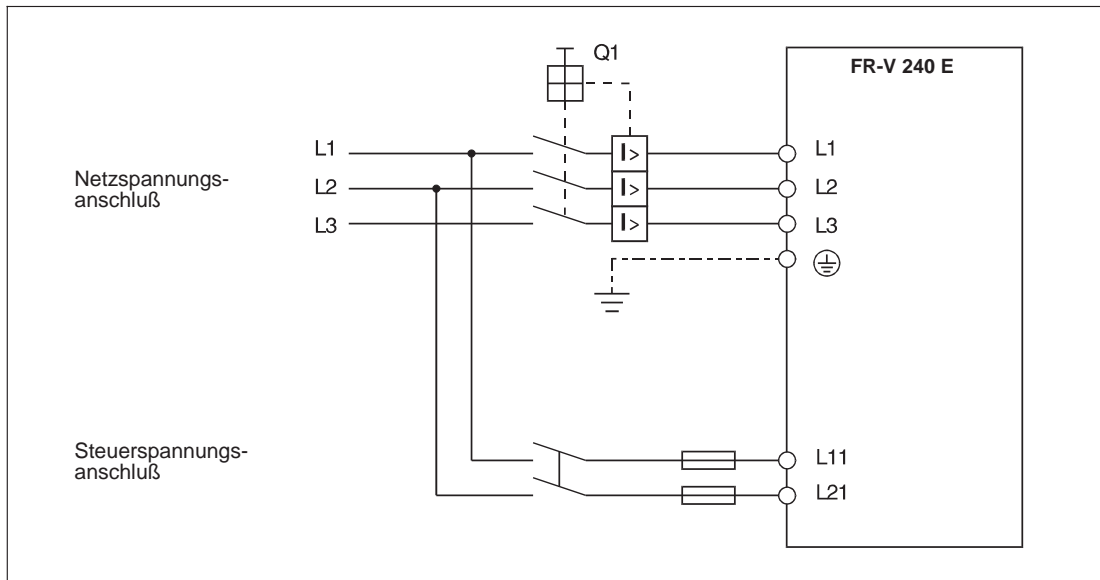 Q1
FR-V 240 E
Netzspannungs-
anschluß
L1
L2
L3
I>
I>
I>
L1
L2
L3
Steuerspannungs-
anschluß
L11
L21